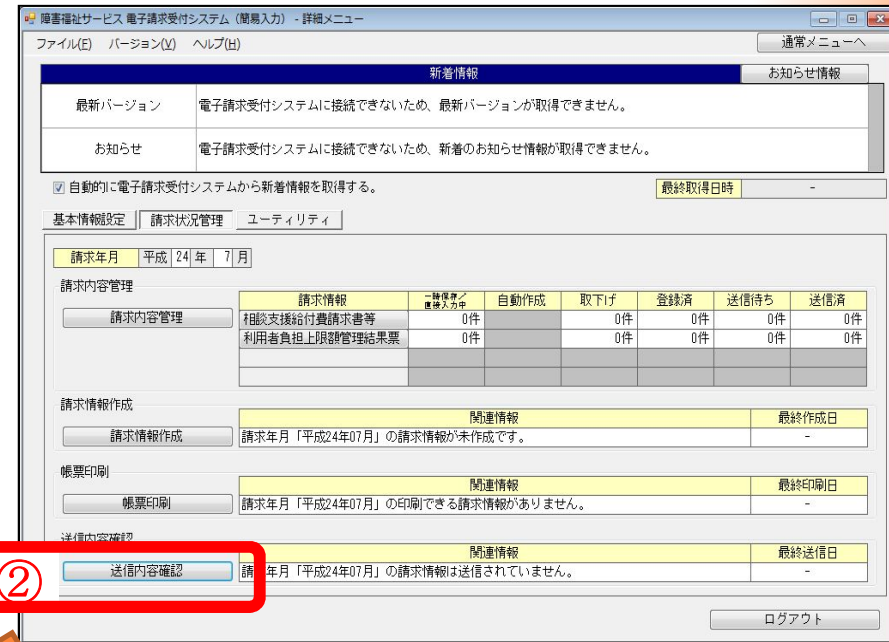 障害福祉サービス 電子請求受付システム（簡易入力） - 詳細メニュー
ファイル(F) バージョン(V) ヘルプ(H) 通常メニューへ
新着情報 お知らせ情報
最新バージョン 電子請求受付システムに接続できないため、最新バージョンが取得できません。
お知らせ 電子請求受付システムに接続できないため、新着のお知らせ情報が取得できません。
自動的に電子請求受付システムから新着情報を取得する。 最終取得日時 -
基本情報設定 請求状況管理 ユーティリティ
請求年月 平成 24 年 7 月
請求内容管理
請求情報 一時保存／直接入力中 自動作成 取下げ 登録済 送信待ち 送信済
請求内容管理 相談支援給付費請求書等 0件 0件 0件 0件 0件
利用者負担上限額管理結果票 0件 0件 0件 0件 0件
請求情報作成
関連情報 最終作成日
請求情報作成 請求年月「平成24年07月」の請求情報が未作成です。 -
帳票印刷
関連情報 最終印刷日
帳票印刷 請求年月「平成24年07月」の印刷できる請求情報がありません。 -
送信内容確認
関連情報 最終送信日
② 送信内容確認 請 年月「平成24年07月」の請求情報は送信されていません。 -
ログアウト